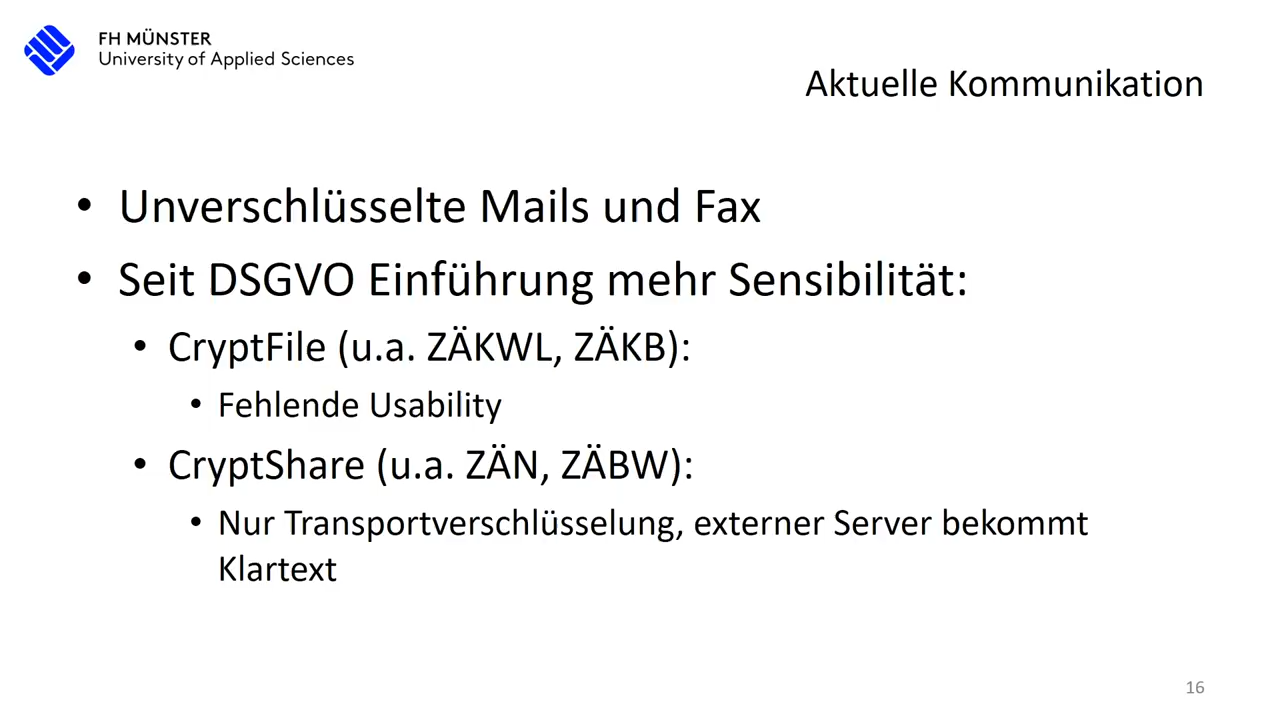 FH MÜNSTER
University of Applied Sciences
Aktuelle Kommunikation
• Unverschlüsselte Mails und Fax
• Seit DSGVO Einführung mehr Sensibilität:
• CryptFile (u.a. ZÄKWL, ZÄKB):
• Fehlende Usability
• CryptShare (u.a. ZÄN, ZÄBW):
• Nur Transportverschlüsselung, externer Server bekommt
Klartext
16